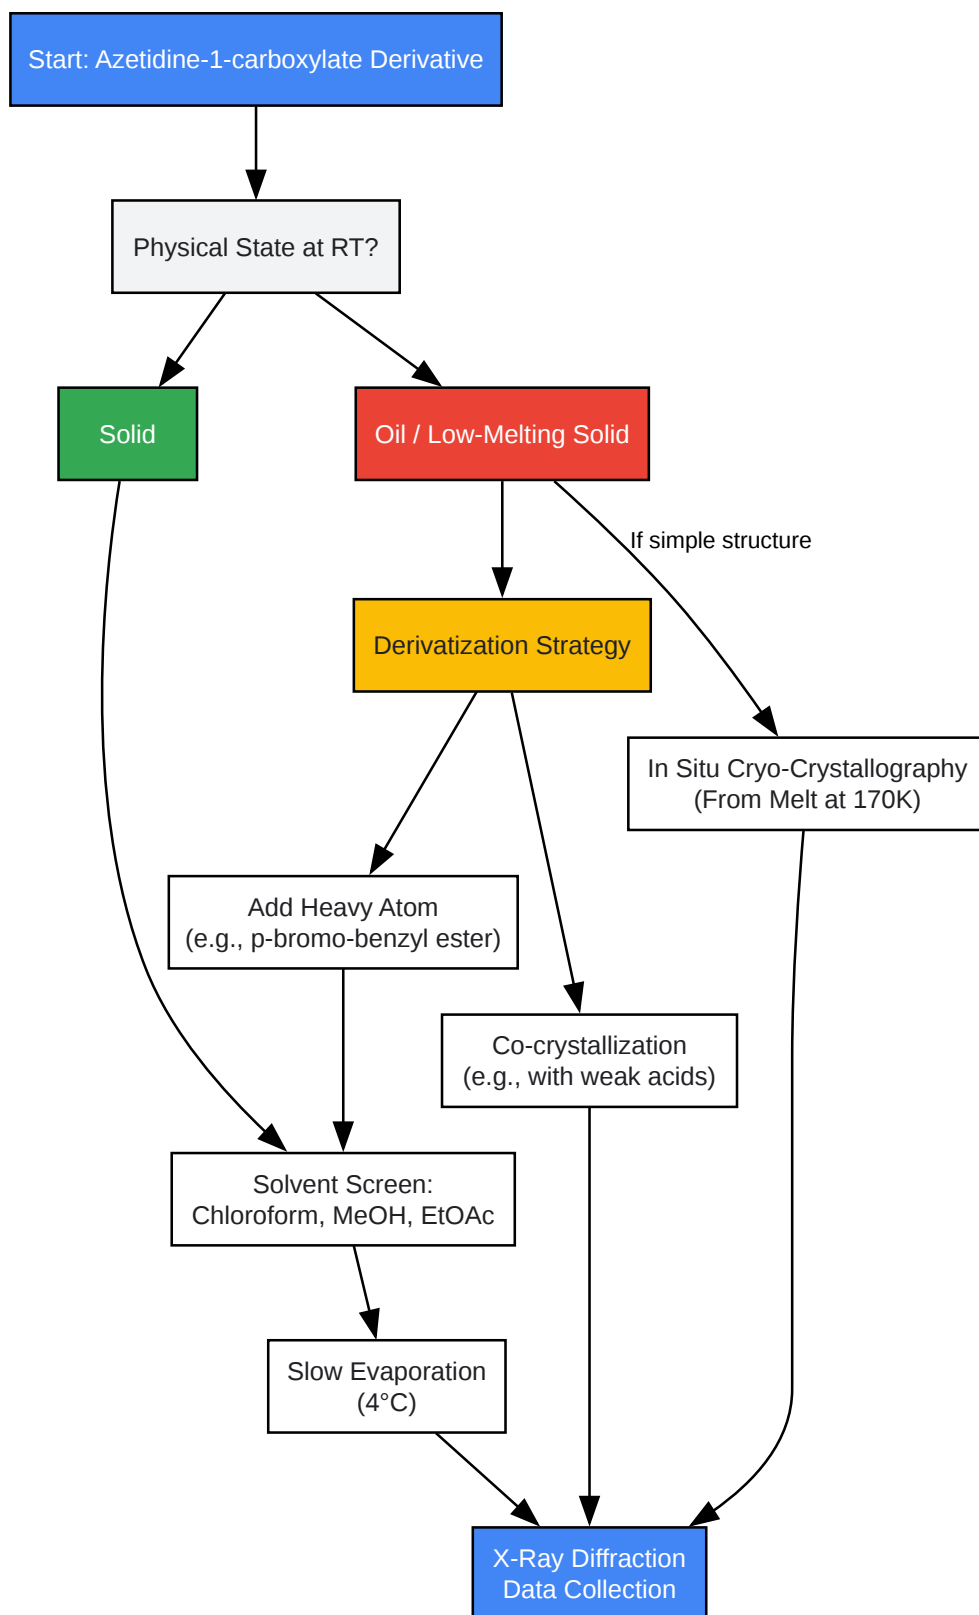 Start: Azetidine-1-carboxylate Derivative
Physical State at RT?
Solid
Oil / Low-Melting Solid
If simple structure
Derivatization Strategy
In Situ Cryo-Crystallography
(From Melt at 170K)
Add Heavy Atom
(e.g., p-bromo-benzyl ester)
Co-crystallization
(e.g., with weak acids)
Solvent Screen:
Chloroform, MeOH, EtOAc
Slow Evaporation
(4°C)
X-Ray Diffraction
Data Collection